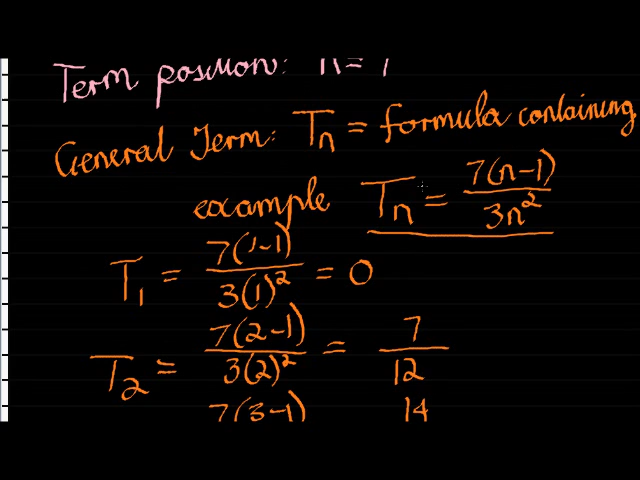 Term position: n = 1
General Term: Tn = formula containing
example Tn = 7(n-1)/3n²
T1 = 7(1-1)/3(1)² = 0
T2 = 7(2-1)/3(2)² = 7/12
7(3-1) 14